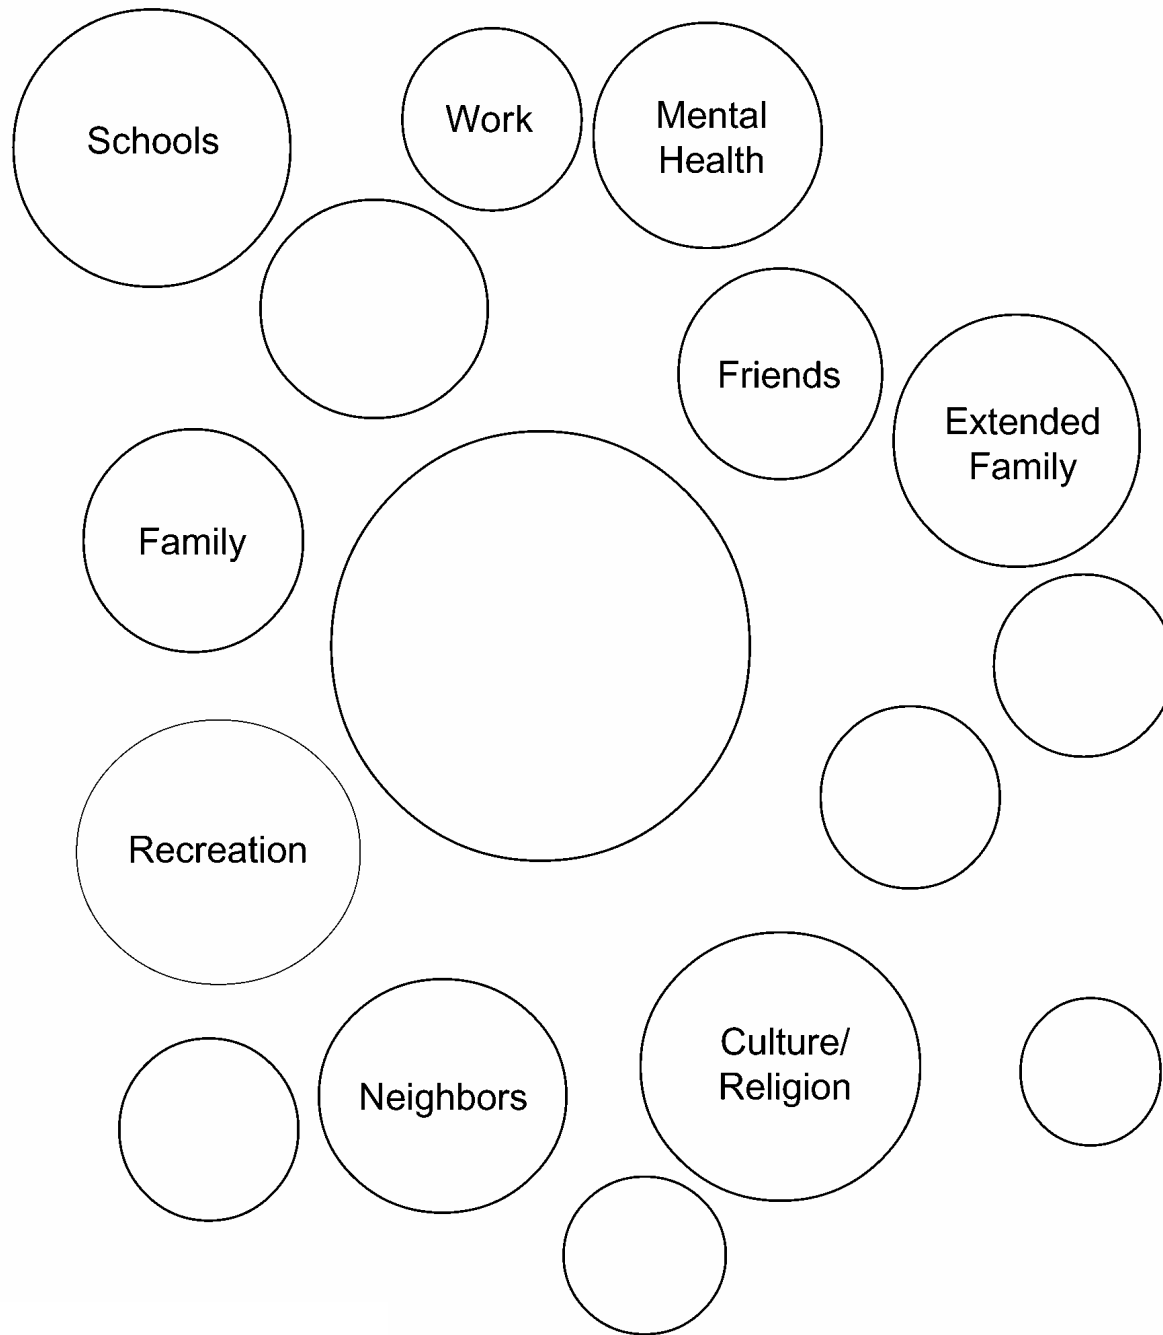 Schools
Work
Mental
Health
Friends
Extended
Family
Family
Recreation
Neighbors
Culture/
Religion